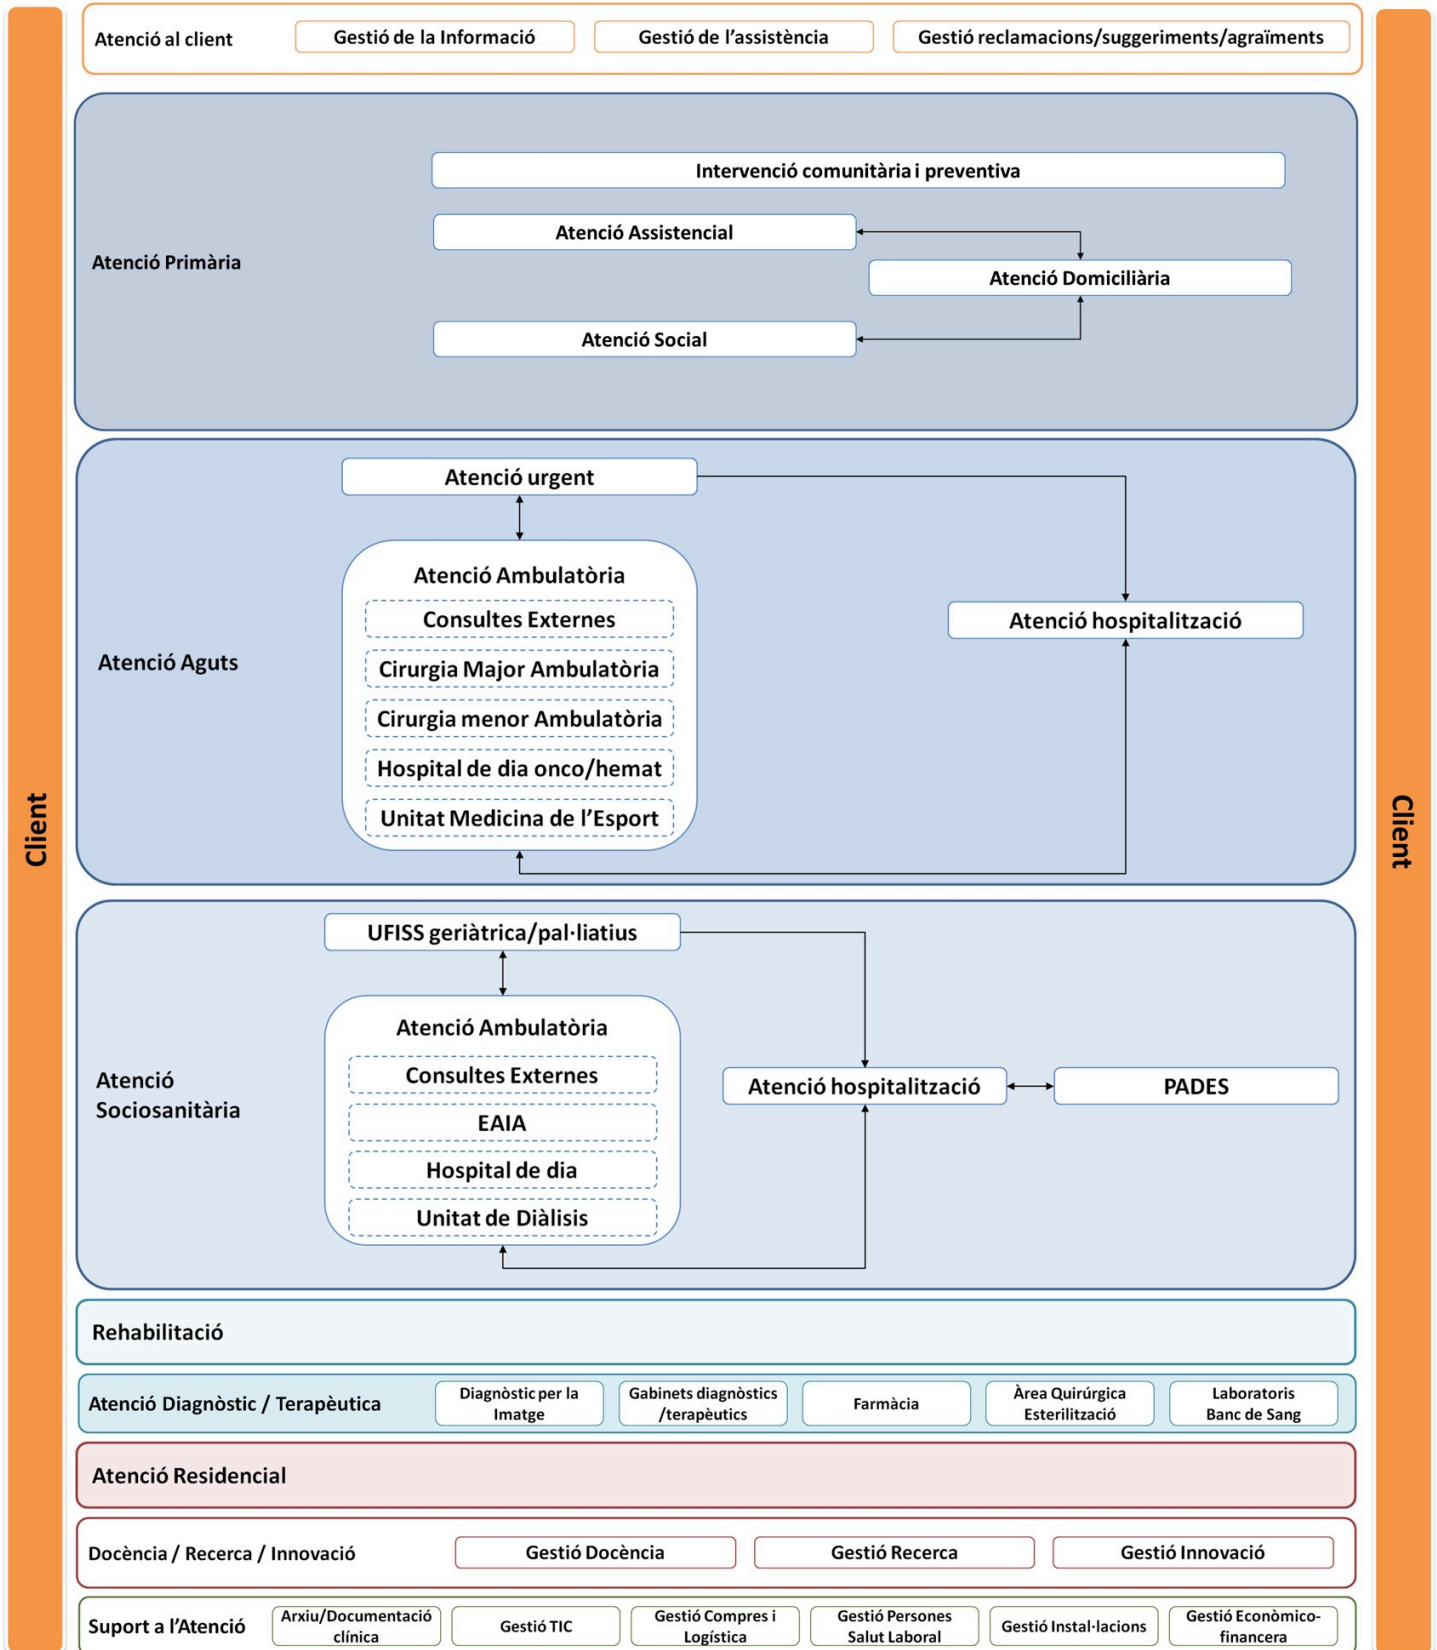 Atenció al client
Gestió de la Informació
Gestió de l’assistència
Gestió reclamacions/suggeriments/agraïments
Client
Client
Atenció Primària
Intervenció comunitària i preventiva
Atenció Assistencial
Atenció Domiciliària
Atenció Social
Atenció Aguts
Atenció urgent
Atenció Ambulatòria
Consultes Externes
Cirurgia Major Ambulatòria
Cirurgia menor Ambulatòria
Hospital de dia onco/hemat
Unitat Medicina de l’Esport
Atenció hospitalització
Atenció
Sociosanitària
UFISS geriàtrica/pal·liatius
Atenció Ambulatòria
Consultes Externes
EAIA
Hospital de dia
Unitat de Diàlisis
Atenció hospitalització
PADES
Rehabilitació
Atenció Diagnòstic / Terapèutica
Diagnòstic per la
Imatge
Gabinets diagnòstics
/terapèutics
Farmàcia
Àrea Quirúrgica
Esterilització
Laboratoris
Banc de Sang
Atenció Residencial
Docència / Recerca / Innovació
Gestió Docència
Gestió Recerca
Gestió Innovació
Suport a l’Atenció
Arxiu/Documentació
clínica
Gestió TIC
Gestió Compres i
Logística
Gestió Persones
Salut Laboral
Gestió Instal·lacions
Gestió Econòmico-
financera